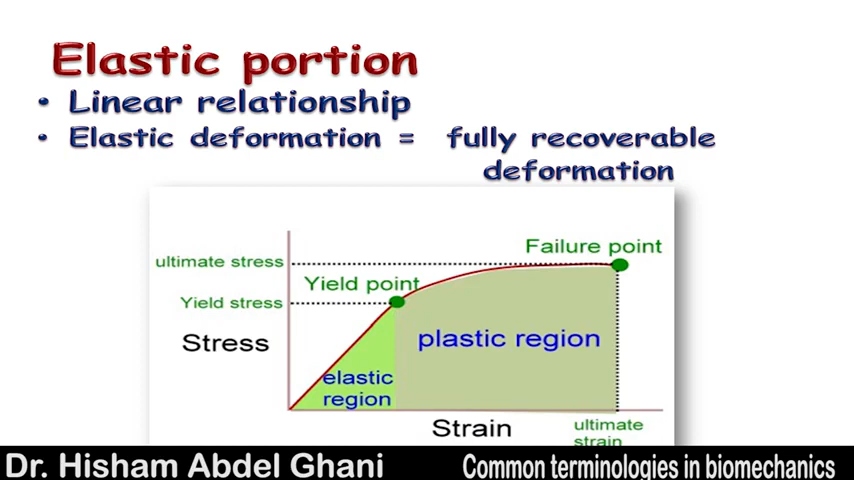 Elastic portion
• Linear relationship
• Elastic deformation = fully recoverable
deformation
Failure point
ultimate stress
Yield point
Yield stress
Stress
plastic region
elastic
region
Strain
ultimate
strain
Dr. Hisham Abdel Ghani
Common terminologies in biomechanics